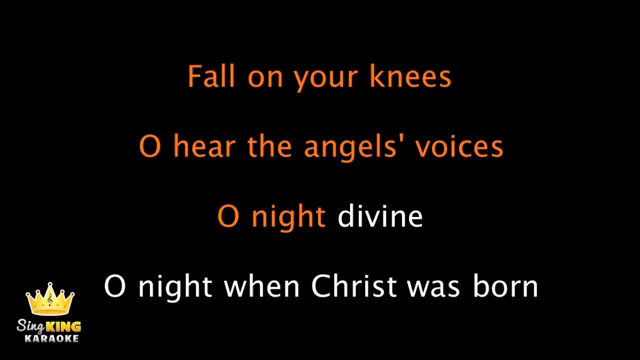 Fall on your knees
O hear the angels' voices
O night divine
O night when Christ was born
Sing KING
KARAOKE